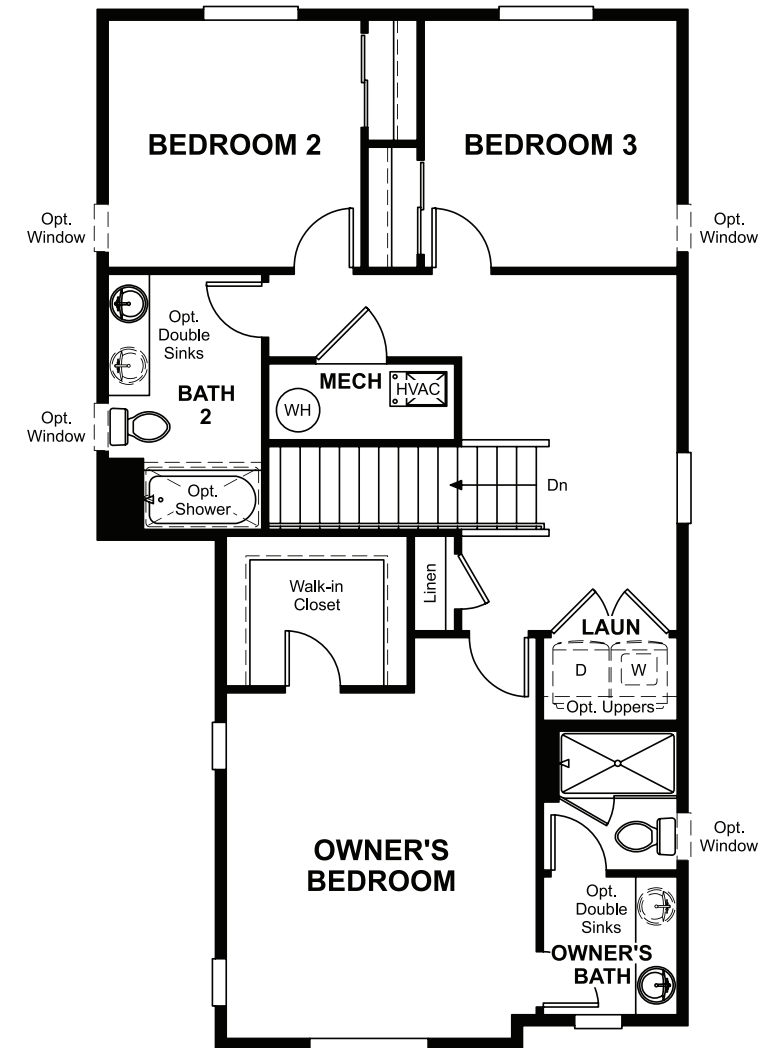 BEDROOM 2
BEDROOM 3
Opt.
Window
Opt.
Window
Opt.
Double
Sinks
MECH
HVAC
WH
BATH
2
Opt.
Window
Opt.
Shower
Dn
Walk-in
Closet
Linen
LAUN
D
W
Opt. Uppers
OWNER'S
BEDROOM
Opt.
Window
Opt.
Double
Sinks
OWNER'S
BATH